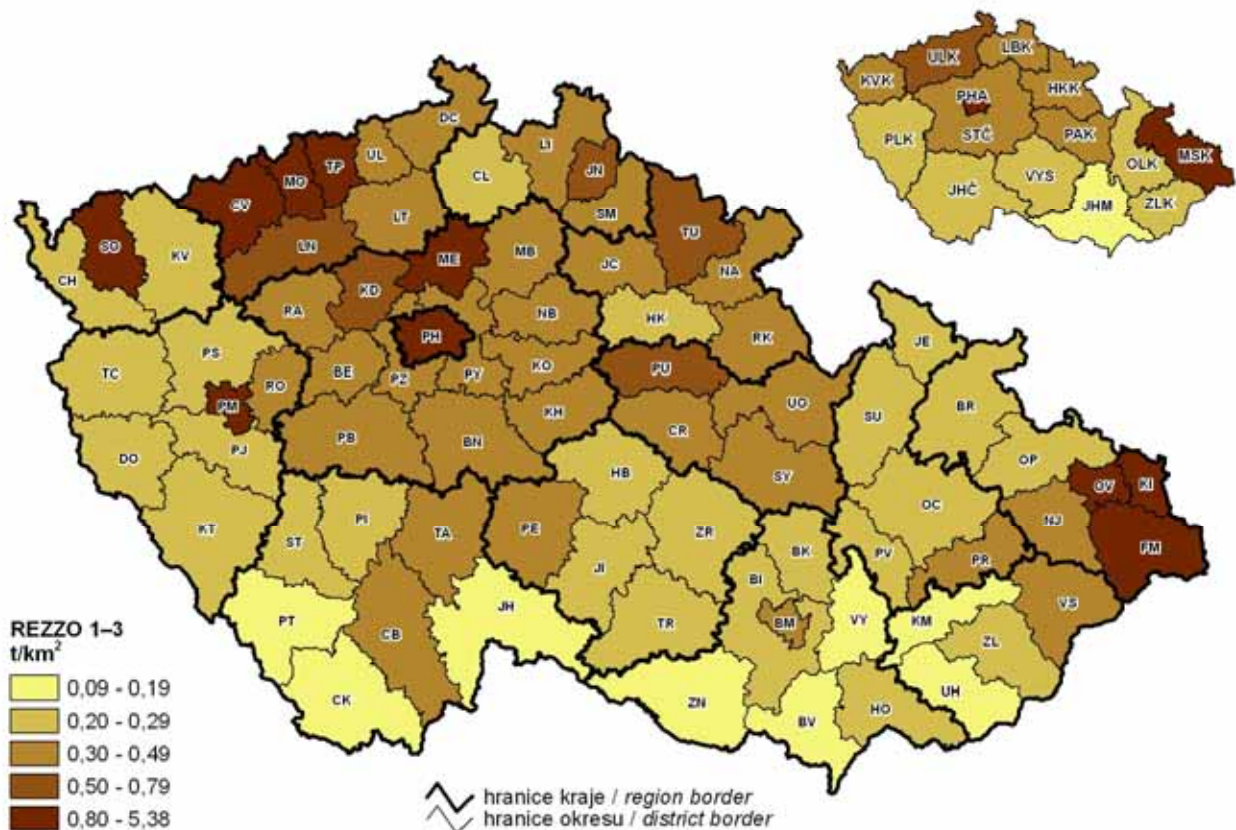 DC
LI
UL
TP
MO
CL
JN
CV
LT
SM
LN
TU
SO
KV
ME
MB
JC
NA
CH
RA
KD
NB
HK
RK
PH
TC
PS
RO
BE
PZ
PY
KO
PU
JE
PM
KH
UO
SU
BR
PB
BN
CR
DO
PJ
OP
SY
HB
OV
KI
KT
ST
PI
TA
PE
ZR
OC
NJ
FM
JI
BK
PV
PR
BI
PT
CB
JH
TR
BM
VY
KM
VS
ZL
CK
ZN
BV
HO
UH
LBK
ULK
KVK
HKK
PHA
STČ
PAK
PLK
OLK
MSK
VYS
JHČ
JHM
ZLK
REZZO 1–3
t/km²
0,09 - 0,19
0,20 - 0,29
0,30 - 0,49
0,50 - 0,79
0,80 - 5,38
hranice kraje / region border
hranice okresu / district border